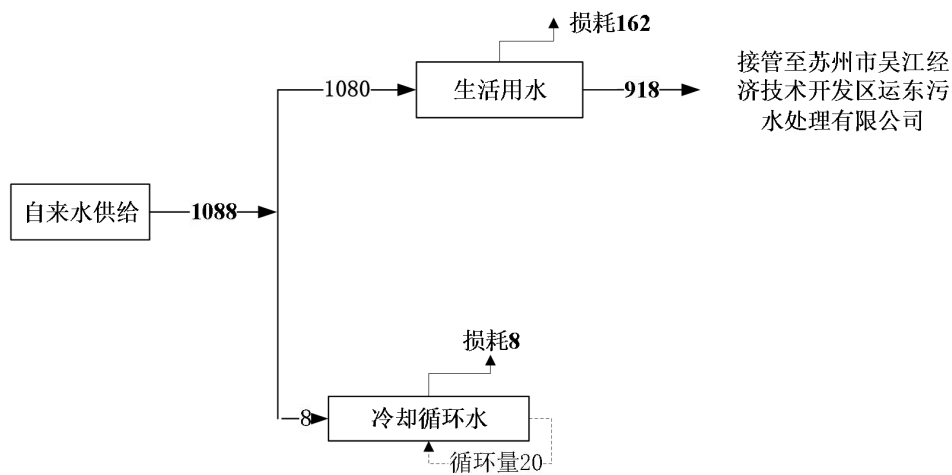 损耗162
接管至苏州市吴江经
济技术开发区运东污
水处理有限公司
1080
生活用水
918
自来水供给
1088
损耗8
8
冷却循环水
循环量20